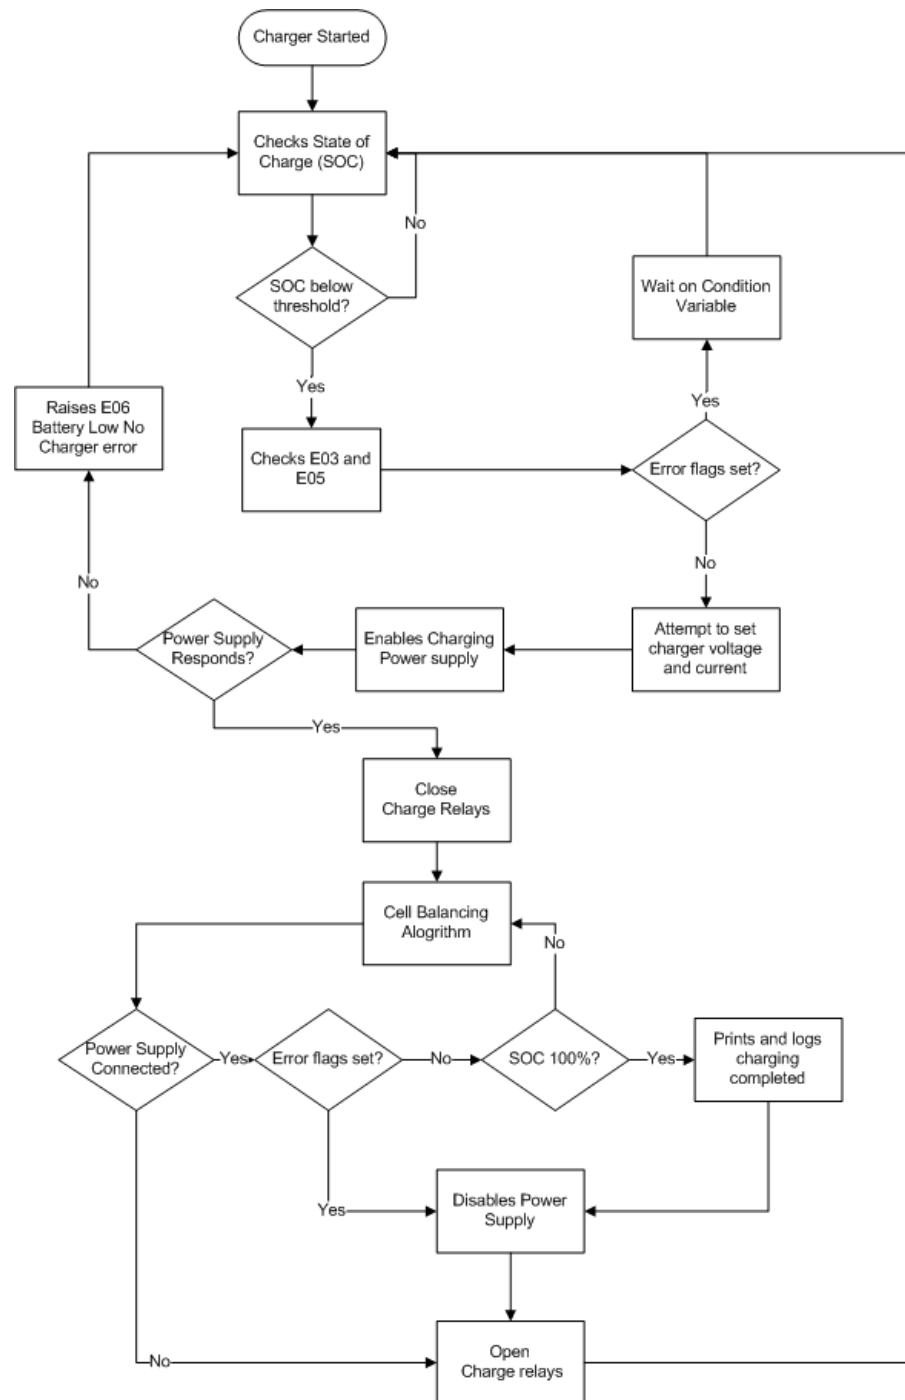 Charger Started
Checks State of
Charge (SOC)
No
SOC below
threshold?
Wait on Condition
Variable
Yes
Yes
Raises E06
Battery Low No
Charger error
Checks E03 and
E05
Error flags set?
No
No
Power Supply
Responds?
Enables Charging
Power supply
Attempt to set
charger voltage
and current
Yes
Close
Charge Relays
Cell Balancing
Alogrithm
No
Power Supply
Connected?
Yes
Error flags set?
No
SOC 100%?
Yes
Prints and logs
charging
completed
Yes
Disables Power
Supply
No
Open
Charge relays